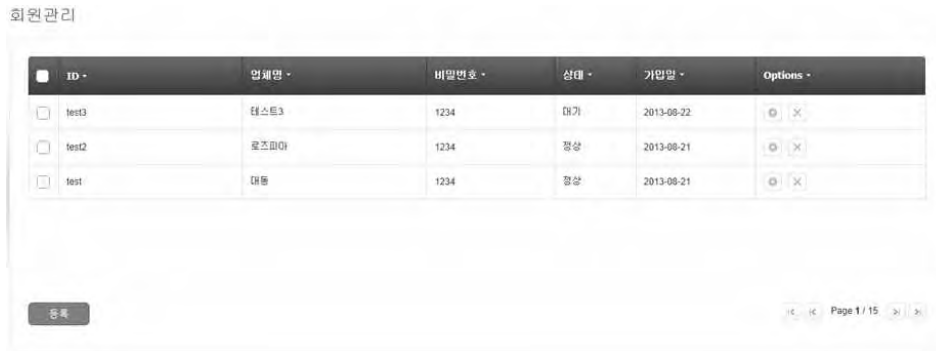 회원관리
ID 업체명 비밀번호 상태 가입일 Options
test3 테스트3 1234 대기 2013-08-22
test2 로즈피아 1234 정상 2013-08-21
test 대동 1234 정상 2013-08-21
등록 Page 1 / 15